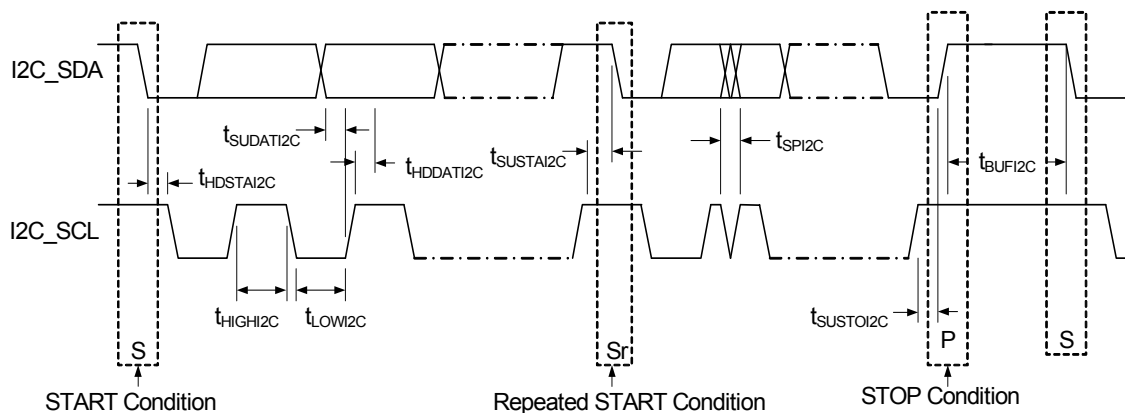 I2C_SDA
tSUDATI2C
tHDDATI2C
tSUSTAI2C
tSPI2C
tBUFI2C
tHDSTAI2C
I2C_SCL
tHIGHI2C
tLOWI2C
tSUSTOI2C
S
Sr
P
S
START Condition
Repeated START Condition
STOP Condition